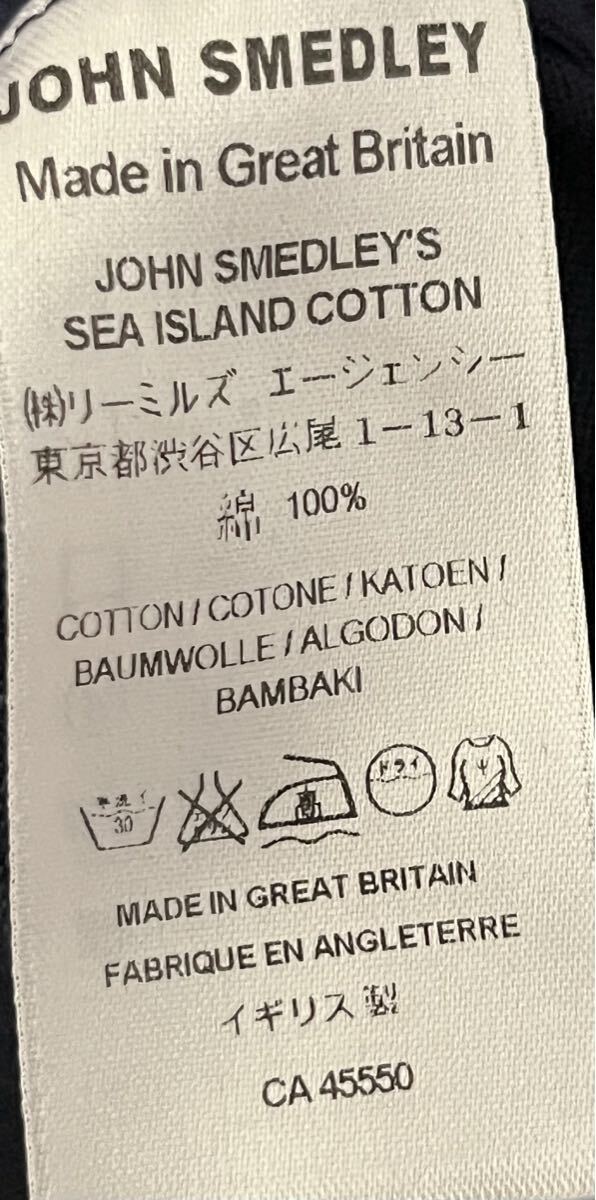 JOHN SMEDLEY
Made in Great Britain
JOHN SMEDLEY'S
SEA ISLAND COTTON
㈱リーミルズ エージェンシー
東京都渋谷区広尾 1-13-1
綿 100%
COTTON / COTONE / KATOEN /
BAUMWOLLE / ALGODON /
BAMBAKI
手洗イ 30 高 ドライ
MADE IN GREAT BRITAIN
FABRIQUE EN ANGLETERRE
イギリス製
CA 45550